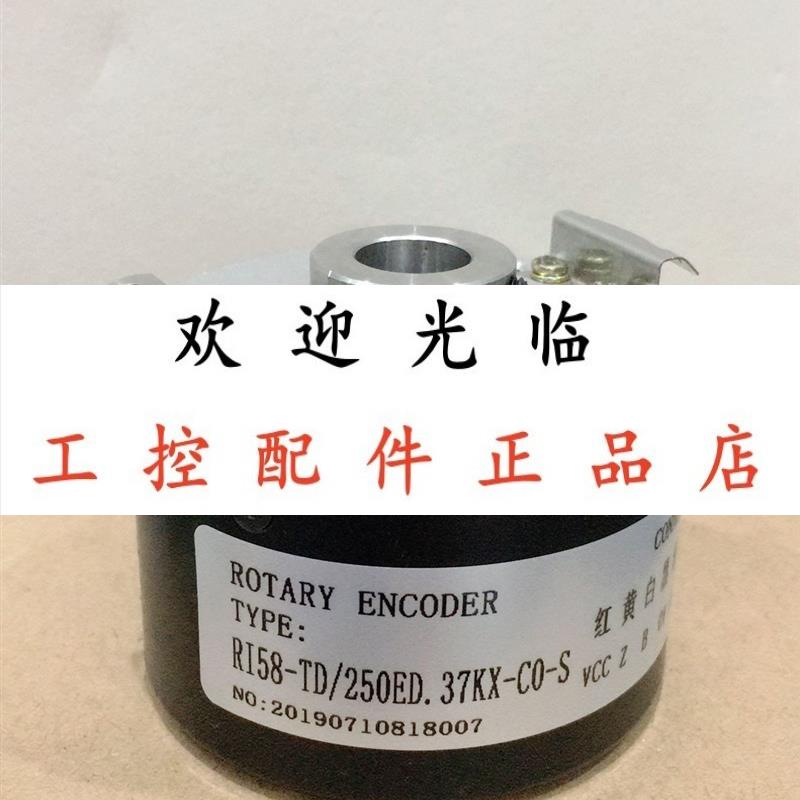 欢迎光临
工控配件正品店
ROTARY ENCODER
TYPE:
RI58-TD/250ED.37KX-CO-S
NO:20190710818007
CON
红黄白
VCC Z B